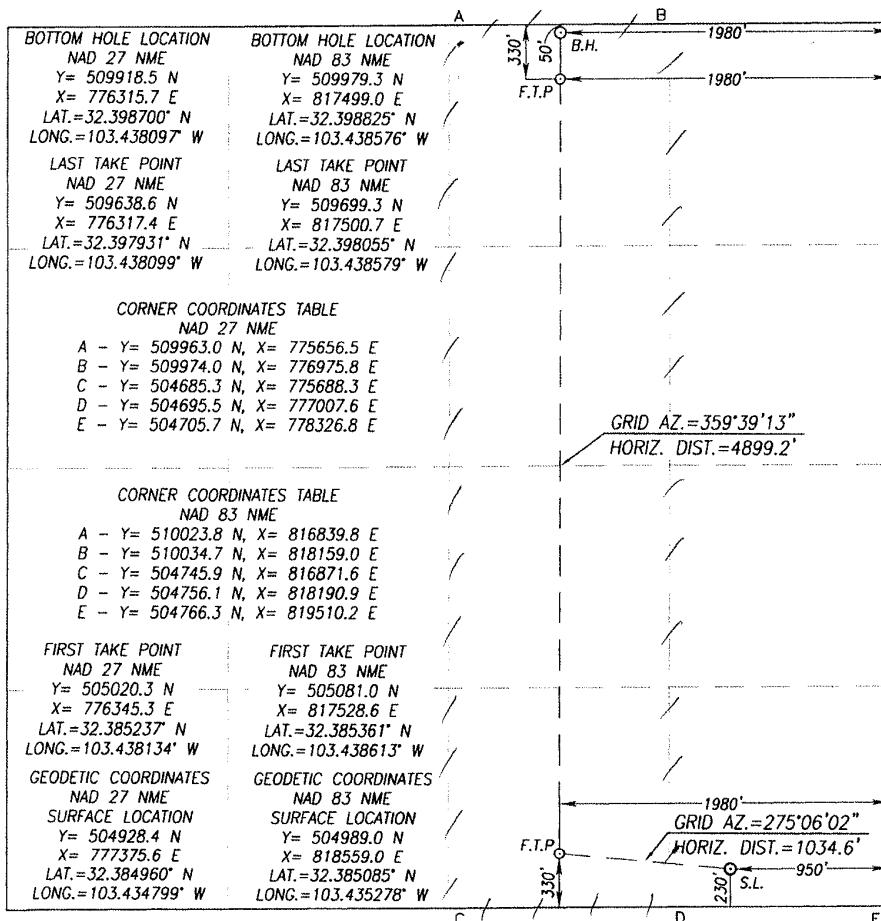 A B
BOTTOM HOLE LOCATION
NAD 27 NME
Y= 509918.5 N
X= 776315.7 E
LAT.=32.398700° N
LONG.=103.438097° W
BOTTOM HOLE LOCATION
NAD 83 NME
Y= 509979.3 N
X= 817499.0 E
LAT.=32.398825° N
LONG.=103.438576° W
330'
50'
B.H.
1980'
F.T.P
1980'
LAST TAKE POINT
NAD 27 NME
Y= 509638.6 N
X= 776317.4 E
LAT.=32.397931° N
LONG.=103.438099° W
LAST TAKE POINT
NAD 83 NME
Y= 509699.3 N
X= 817500.7 E
LAT.=32.398055° N
LONG.=103.438579° W
CORNER COORDINATES TABLE
NAD 27 NME
A - Y= 509963.0 N, X= 775656.5 E
B - Y= 509974.0 N, X= 776975.8 E
C - Y= 504685.3 N, X= 775688.3 E
D - Y= 504695.5 N, X= 777007.6 E
E - Y= 504705.7 N, X= 778326.8 E
GRID AZ.=359°39'13"
HORIZ. DIST.=4899.2'
CORNER COORDINATES TABLE
NAD 83 NME
A - Y= 510023.8 N, X= 816839.8 E
B - Y= 510034.7 N, X= 818159.0 E
C - Y= 504745.9 N, X= 816871.6 E
D - Y= 504756.1 N, X= 818190.9 E
E - Y= 504766.3 N, X= 819510.2 E
FIRST TAKE POINT
NAD 27 NME
Y= 505020.3 N
X= 776345.3 E
LAT.=32.385237° N
LONG.=103.438134° W
FIRST TAKE POINT
NAD 83 NME
Y= 505081.0 N
X= 817528.6 E
LAT.=32.385361° N
LONG.=103.438613° W
GEODETIC COORDINATES
NAD 27 NME
SURFACE LOCATION
Y= 504928.4 N
X= 777375.6 E
LAT.=32.384960° N
LONG.=103.434799° W
GEODETIC COORDINATES
NAD 83 NME
SURFACE LOCATION
Y= 504989.0 N
X= 818559.0 E
LAT.=32.385085° N
LONG.=103.435278° W
1980'
GRID AZ.=275°06'02"
HORIZ. DIST.=1034.6'
F.T.P
330'
950'
S.L.
230'
C D E